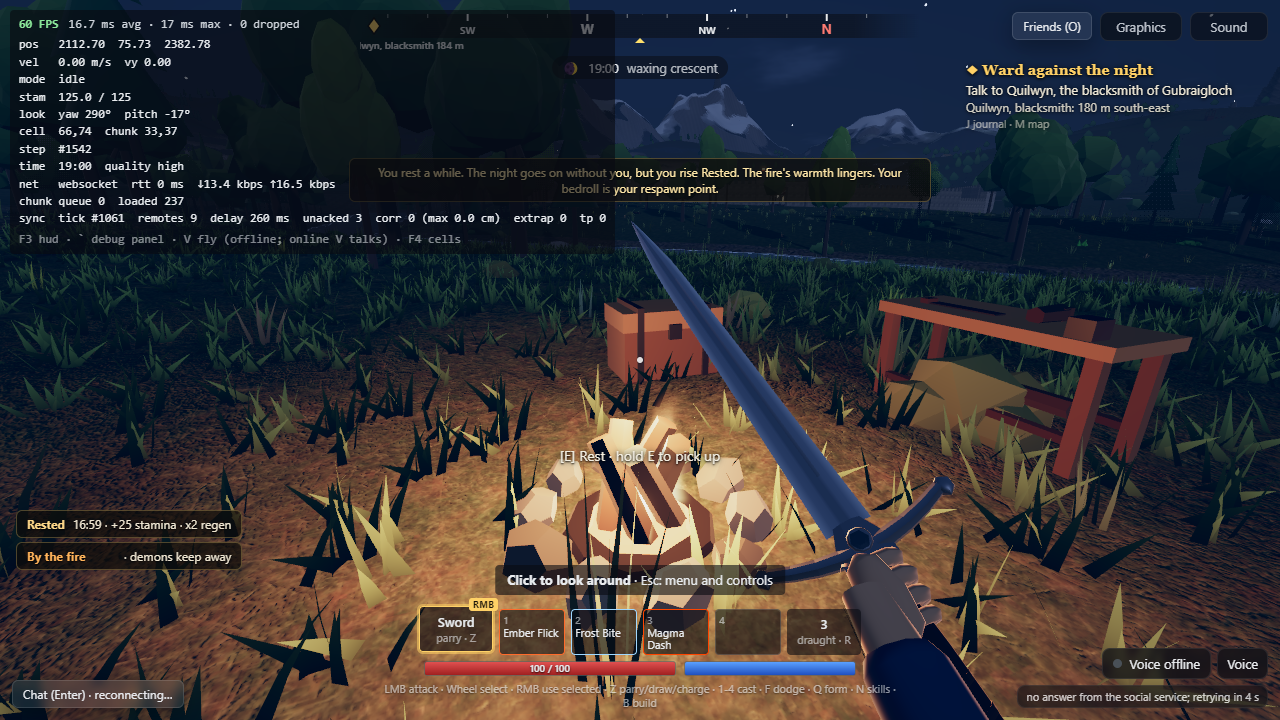 60 FPS 16.7 ms avg · 17 ms max · 0 dropped
pos 2112.70 75.73 2382.78
vel 0.00 m/s vy 0.00
mode idle
stam 125.0 / 125
look yaw 290° pitch -17°
cell 66,74 chunk 33,37
step #1542
time 19:00 quality high
net websocket rtt 0 ms ↓13.4 kbps ↑16.5 kbps
chunk queue 0 loaded 237
sync tick #1061 remotes 9 delay 260 ms unacked 3 corr 0 (max 0.0 cm) extrap 0 tp 0
F3 hud · ` debug panel · V fly (offline; online V talks) · F4 cells
SW W NW N
lwyn, blacksmith 184 m
19:00 waxing crescent
Friends (O) Graphics Sound
Ward against the night
Talk to Quilwyn, the blacksmith of Gubraigloch
Quilwyn, blacksmith: 180 m south-east
J journal · M map
You rest a while. The night goes on without you, but you rise Rested. The fire's warmth lingers. Your
bedroll is your respawn point.
[E] Rest · hold E to pick up
Rested 16:59 · +25 stamina · x2 regen
By the fire · demons keep away
Click to look around · Esc: menu and controls
RMB
Sword
parry · Z
1
Ember Flick
2
Frost Bite
3
Magma
Dash
4
3
draught · R
100 / 100
LMB attack · Wheel select · RMB use selected · Z parry/draw/charge · 1-4 cast · F dodge · Q form · N skills ·
B build
Chat (Enter) · reconnecting...
Voice offline Voice
no answer from the social service; retrying in 4 s